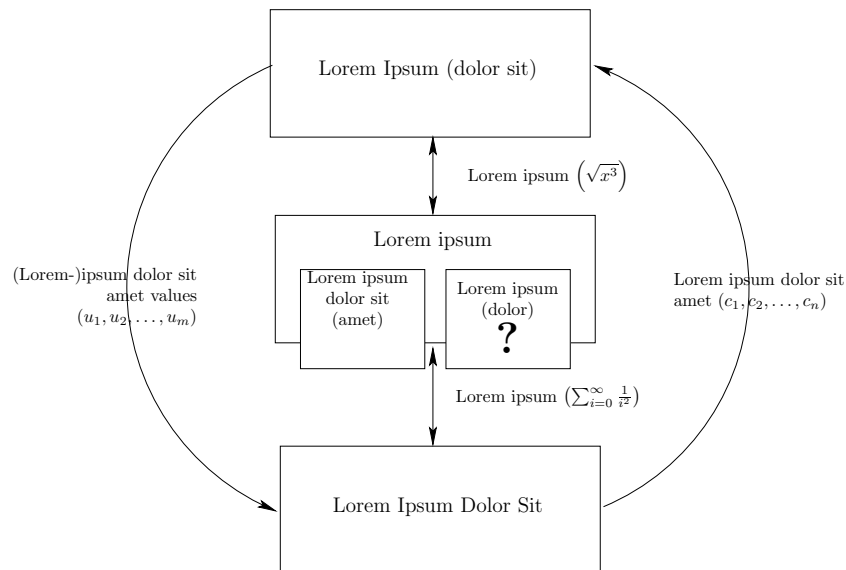 Lorem Ipsum (dolor sit)
Lorem ipsum (√x³)
Lorem ipsum
(Lorem-)ipsum dolor sit
amet values
(u₁, u₂, . . . , uₘ)
Lorem ipsum
dolor sit
(amet)
Lorem ipsum
(dolor)
?
Lorem ipsum dolor sit
amet (c₁, c₂, . . . , cₙ)
Lorem ipsum (∑_{i=0}^{∞} 1/i²)
Lorem Ipsum Dolor Sit